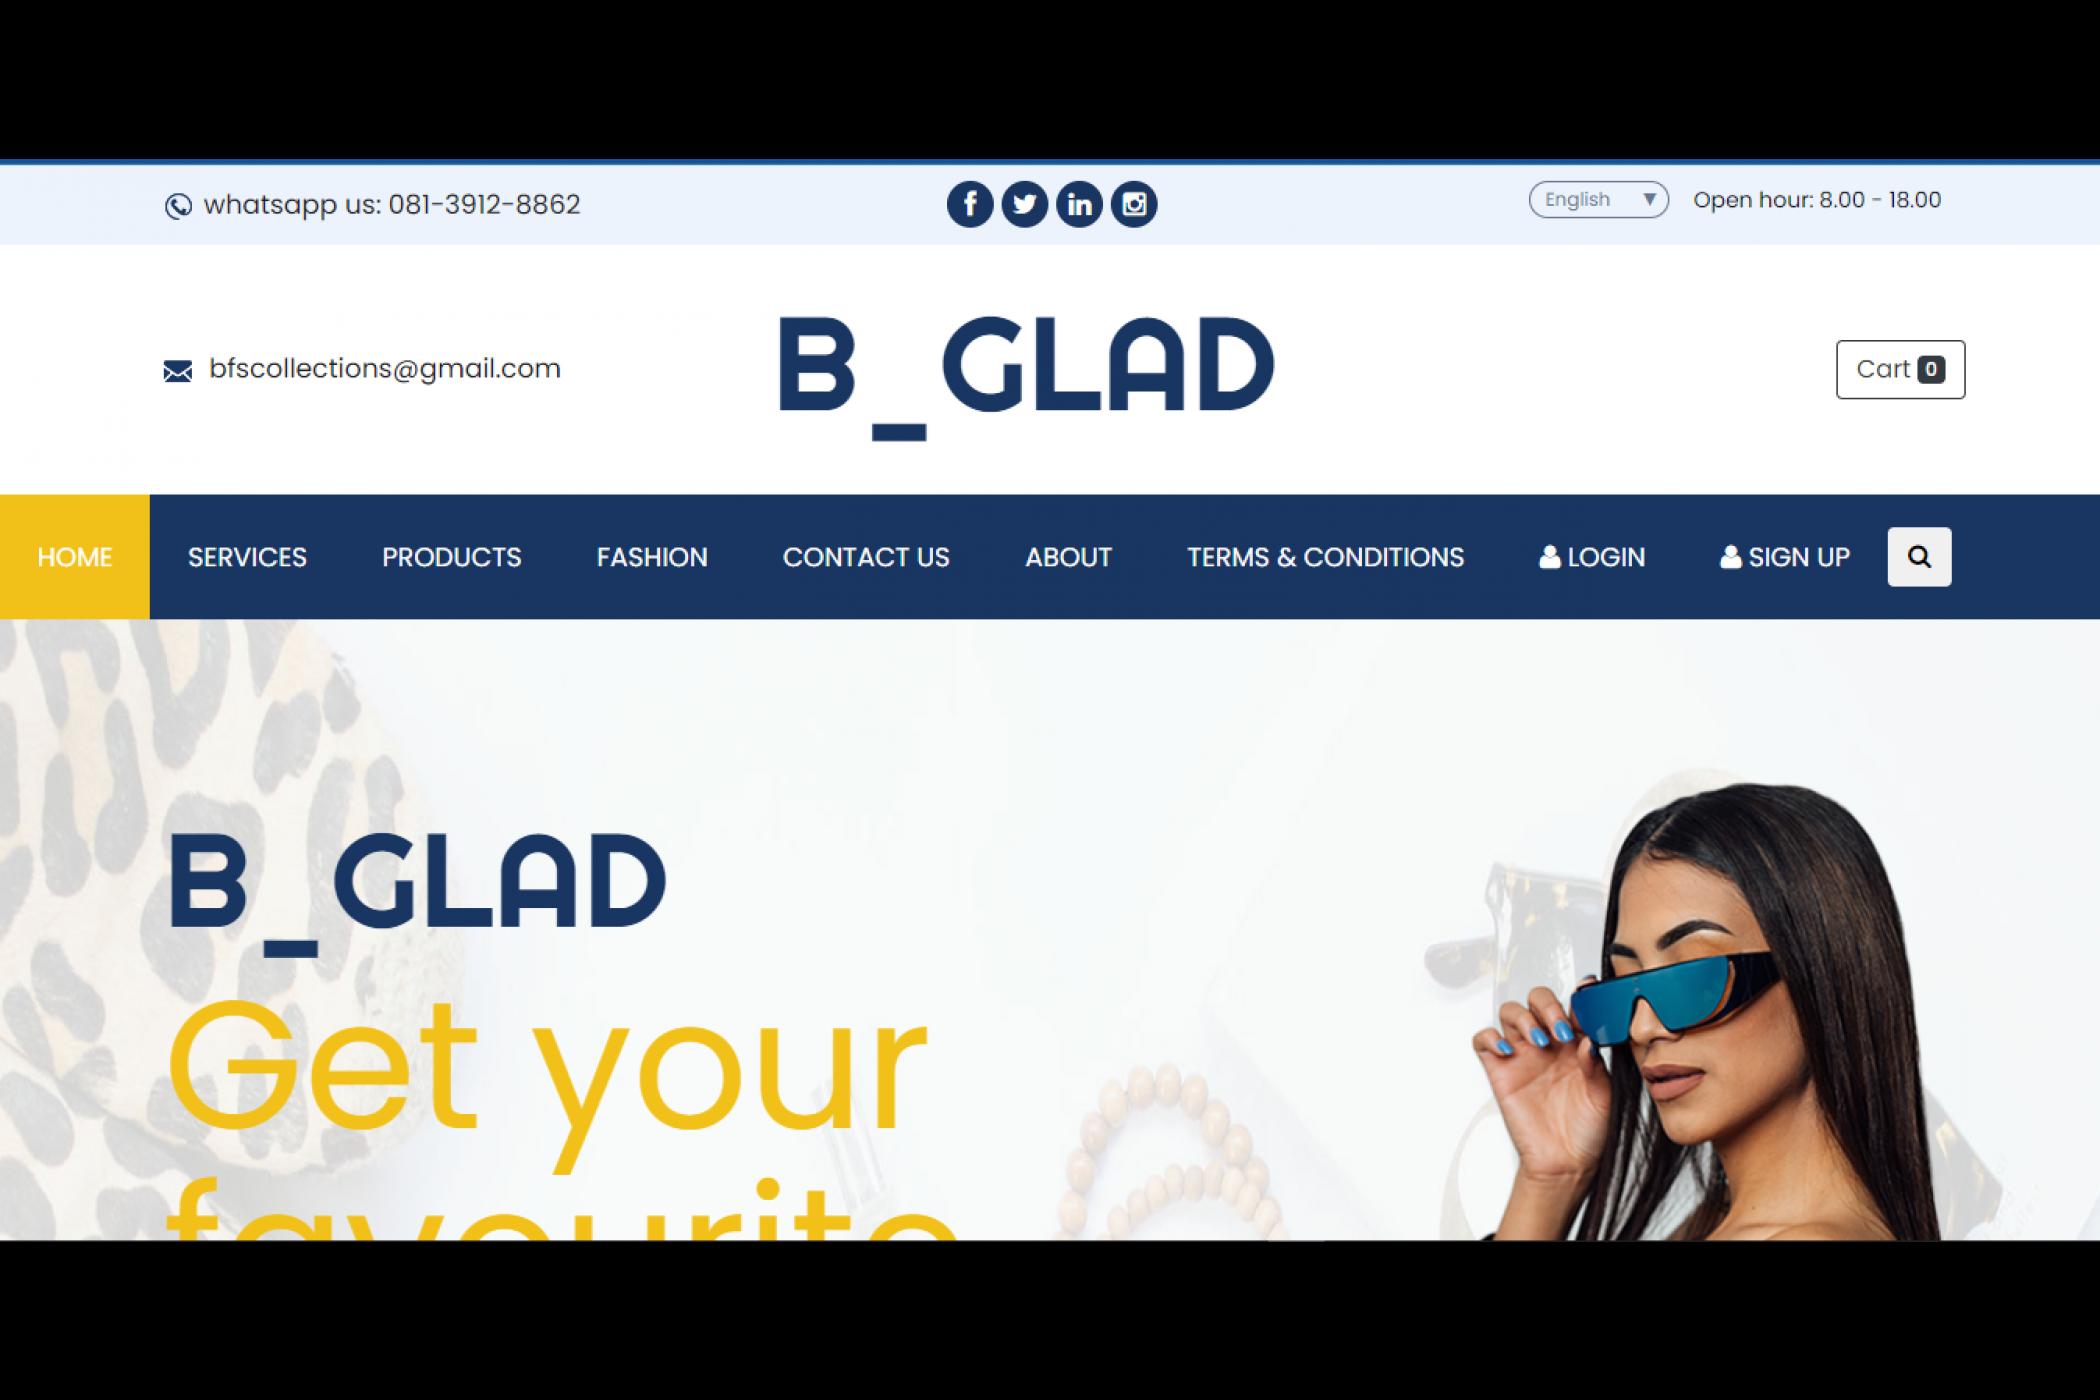 whatsapp us: 081-3912-8862
English
Open hour: 8.00 - 18.00
bfscollections@gmail.com
B_GLAD
Cart 0
HOME SERVICES PRODUCTS FASHION CONTACT US ABOUT TERMS & CONDITIONS LOGIN SIGN UP
B_GLAD
Get your
favourite